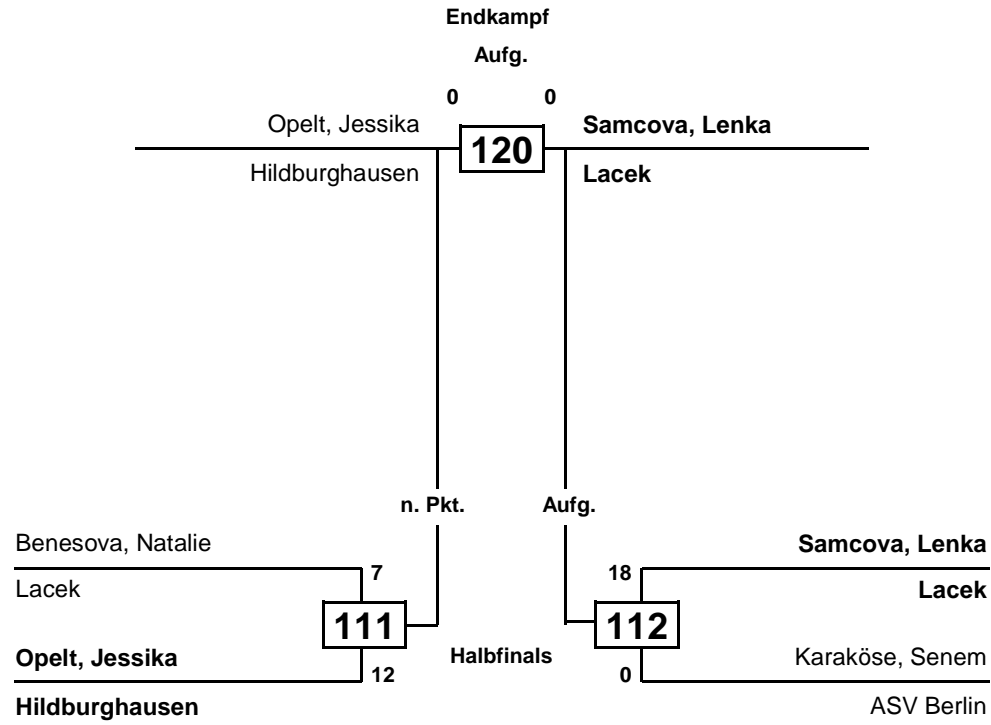 Endkampf
Aufg.
0 0
Opelt, Jessika 120 Samcova, Lenka
Hildburghausen Lacek
n. Pkt. Aufg.
Benesova, Natalie Samcova, Lenka
7 18
Lacek Lacek
111 112
Opelt, Jessika Halbfinals Karaköse, Senem
12 0
Hildburghausen ASV Berlin